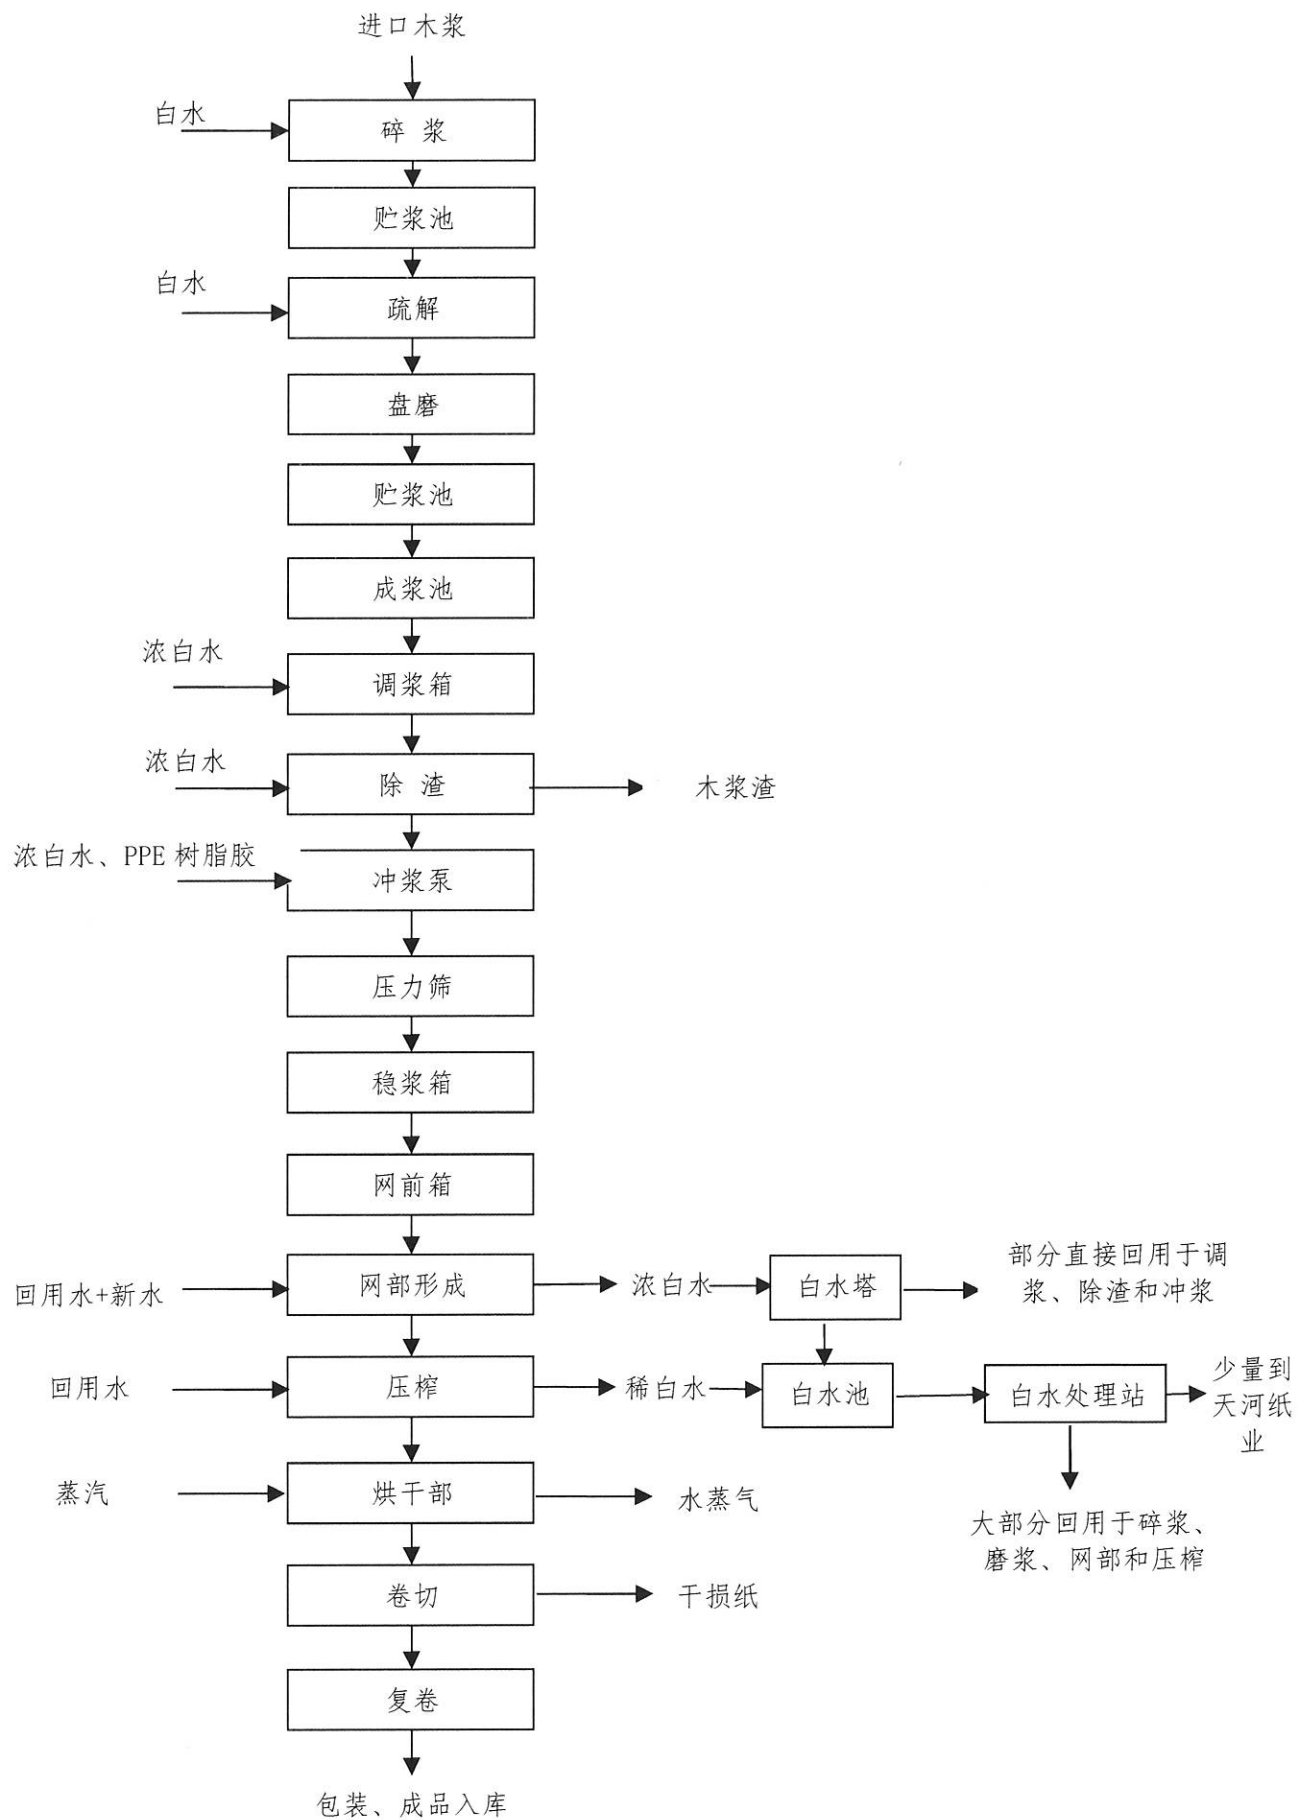 进口木浆
白水
碎 浆
贮浆池
白水
疏解
盘磨
贮浆池
成浆池
浓白水
调浆箱
浓白水
除 渣
木浆渣
浓白水、PPE 树脂胶
冲浆泵
压力筛
稳浆箱
网前箱
回用水+新水
网部形成
浓白水
白水塔
部分直接回用于调
浆、除渣和冲浆
回用水
压榨
稀白水
白水池
白水处理站
少量到
天河纸
业
蒸汽
烘干部
水蒸气
大部分回用于碎浆、
磨浆、网部和压榨
卷切
干损纸
复卷
包装、成品入库